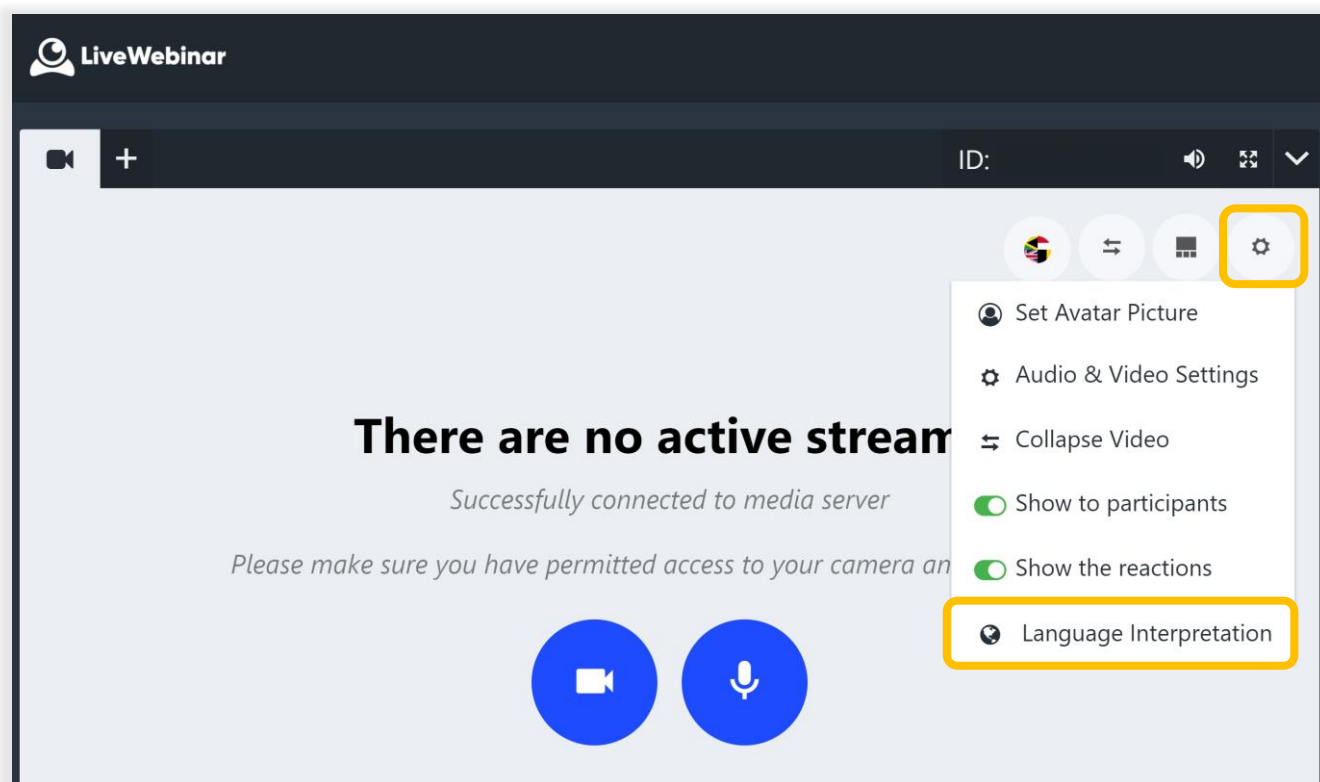 LiveWebinar
ID:
Set Avatar Picture
Audio & Video Settings
There are no active stream
Collapse Video
Successfully connected to media server
Show to participants
Please make sure you have permitted access to your camera an
Show the reactions
Language Interpretation